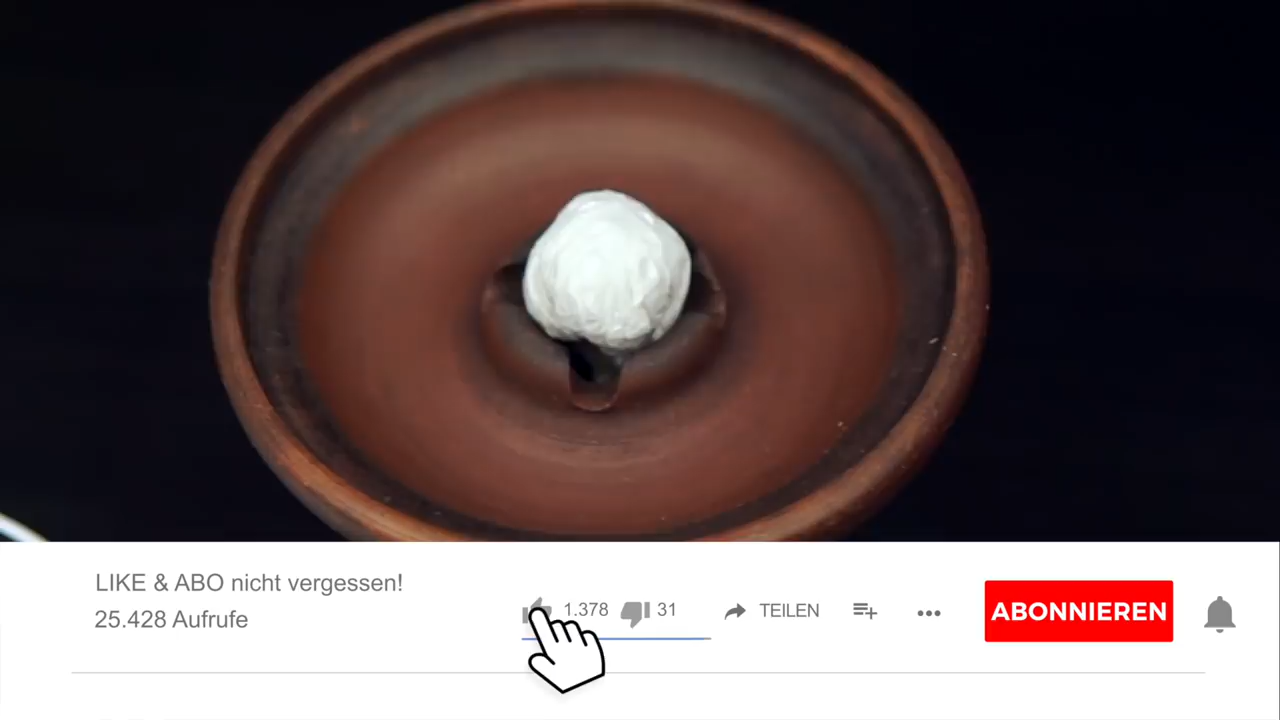 LIKE & ABO nicht vergessen!
25.428 Aufrufe
1.378 31 TEILEN ABONNIEREN